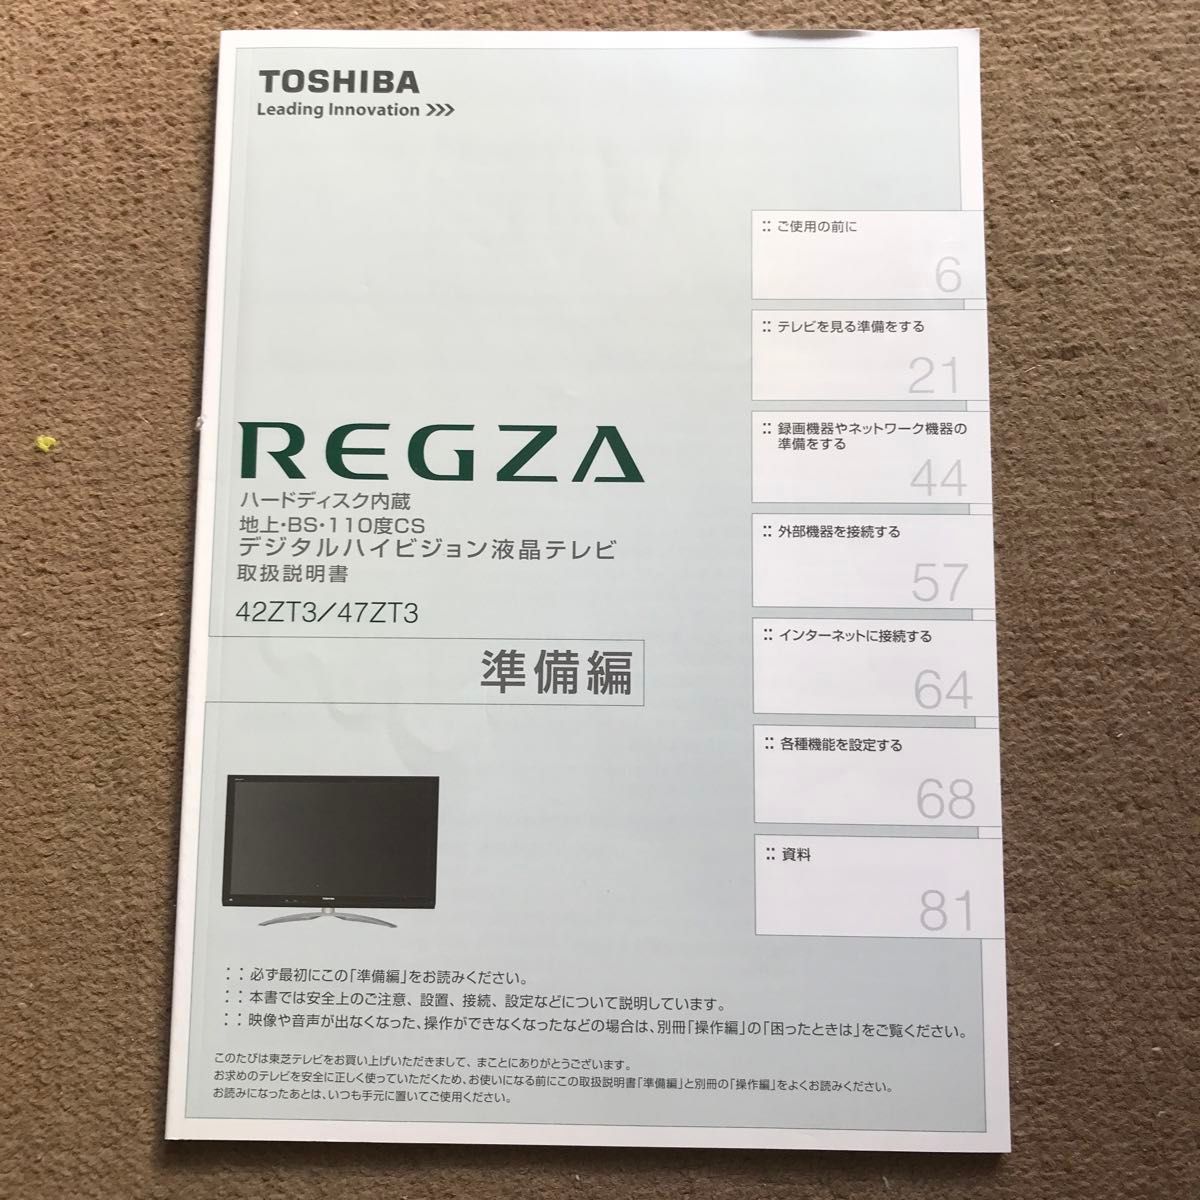 TOSHIBA
Leading Innovation >>>
REGZA
ハードディスク内蔵
地上・BS・110度CS
デジタルハイビジョン液晶テレビ
取扱説明書
42ZT3／47ZT3
準備編
:: ご使用の前に
6
:: テレビを見る準備をする
21
:: 録画機器やネットワーク機器の
準備をする
44
:: 外部機器を接続する
57
:: インターネットに接続する
64
:: 各種機能を設定する
68
:: 資料
81
TOSHIBA
:: 必ず最初にこの「準備編」をお読みください。
:: 本書では安全上のご注意、設置、接続、設定などについて説明しています。
:: 映像や音声が出なくなった、操作ができなくなったなどの場合は、別冊「操作編」の「困ったときは」をご覧ください。
このたびは東芝テレビをお買い上げいただきまして、まことにありがとうございます。
お求めのテレビを安全に正しく使っていただくため、お使いになる前にこの取扱説明書「準備編」と別冊の「操作編」をよくお読みください。
お読みになったあとは、いつも手元に置いてご使用ください。